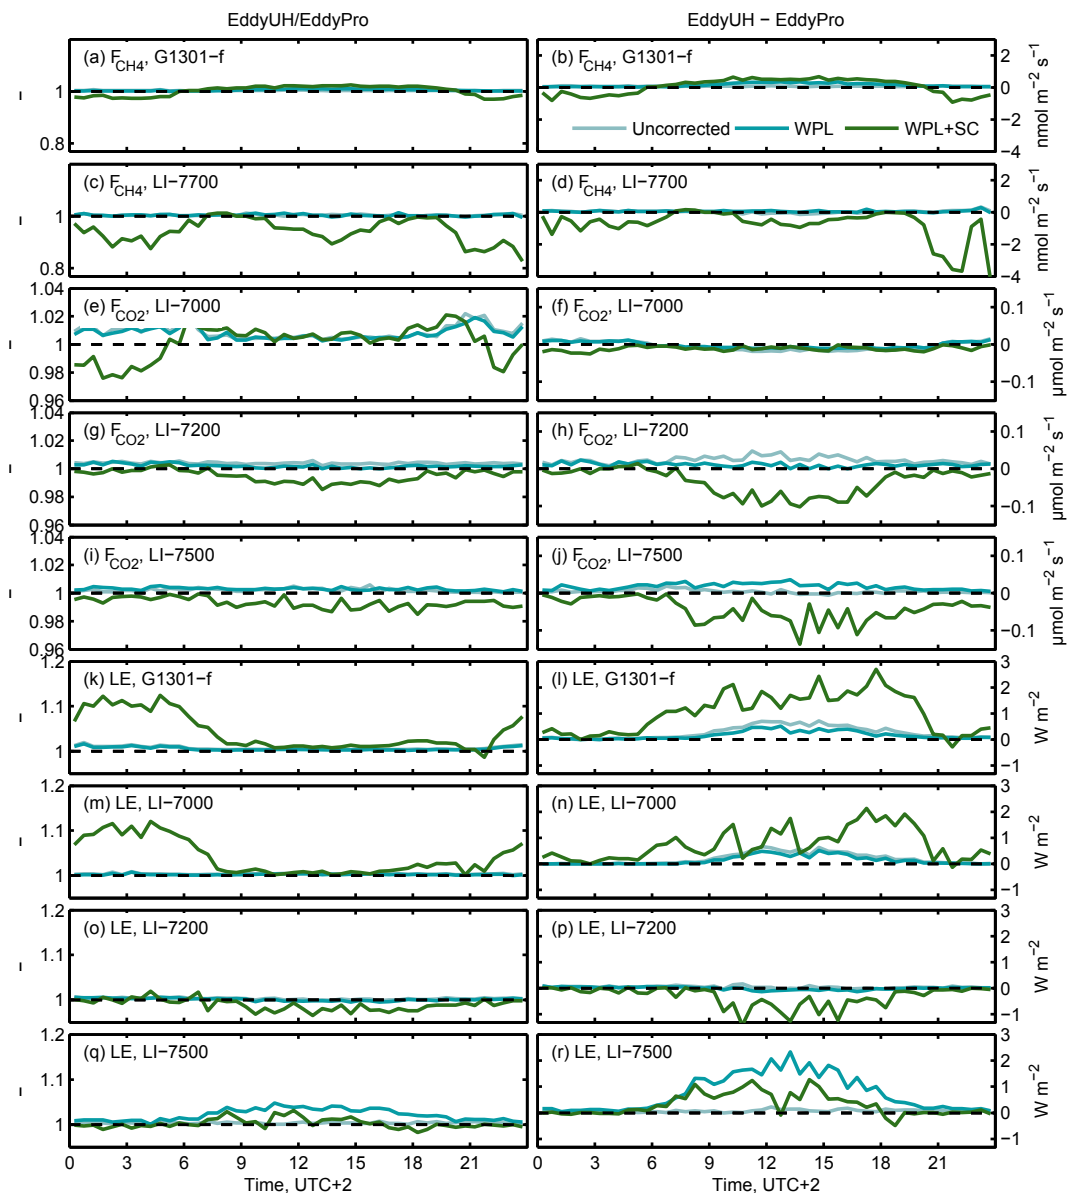 EddyUH/EddyPro
EddyUH − EddyPro
(a) F_CH4, G1301−f
1
0.8
−
(b) F_CH4, G1301−f
Uncorrected WPL WPL+SC
2
0
−2
−4
nmol m−2 s−1
(c) F_CH4, LI−7700
1
0.8
−
(d) F_CH4, LI−7700
2
0
−2
−4
nmol m−2 s−1
1.04
(e) F_CO2, LI−7000
1.02
1
0.98
0.96
−
(f) F_CO2, LI−7000
0.1
0
−0.1
μmol m−2 s−1
1.04
(g) F_CO2, LI−7200
1.02
1
0.98
0.96
−
(h) F_CO2, LI−7200
0.1
0
−0.1
μmol m−2 s−1
1.04
(i) F_CO2, LI−7500
1.02
1
0.98
0.96
−
(j) F_CO2, LI−7500
0.1
0
−0.1
μmol m−2 s−1
1.2
(k) LE, G1301−f
1.1
1
−
(l) LE, G1301−f
3
2
1
0
−1
W m−2
1.2
(m) LE, LI−7000
1.1
1
−
(n) LE, LI−7000
3
2
1
0
−1
W m−2
1.2
(o) LE, LI−7200
1.1
1
−
(p) LE, LI−7200
3
2
1
0
−1
W m−2
1.2
(q) LE, LI−7500
1.1
1
−
(r) LE, LI−7500
3
2
1
0
−1
W m−2
0 3 6 9 12 15 18 21
0 3 6 9 12 15 18 21
Time, UTC+2
Time, UTC+2